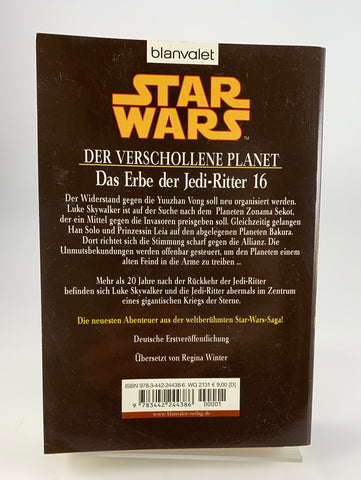 blanvalet
STAR
WARS™
DER VERSCHOLLENE PLANET
Das Erbe der Jedi-Ritter 16
Der Widerstand gegen die Yuuzhan Vong soll neu organisiert werden.
Luke Skywalker ist auf der Suche nach dem Planeten Zonama Sekot,
der ein Mittel gegen die Invasoren preisgeben soll. Gleichzeitig gelangen
Han Solo und Prinzessin Leia auf den abgelegenen Planeten Bakura.
Dort richtet sich die Stimmung scharf gegen die Allianz. Die
Unmutsbekundungen werden offenbar gesteuert, um den Planeten einem
alten Feind in die Arme zu treiben ...
Mehr als 20 Jahre nach der Rückkehr der Jedi-Ritter
befinden sich Luke Skywalker und die Jedi-Ritter abermals im Zentrum
eines gigantischen Kriegs der Sterne.
Die neuesten Abenteuer aus der weltberühmten Star-Wars-Saga!
Deutsche Erstveröffentlichung
Übersetzt von Regina Winter
ISBN 978-3-442-24438-6 WG 2131 € 9,00 [D]
9 783442 244386 00001
www.blanvalet-verlag.de